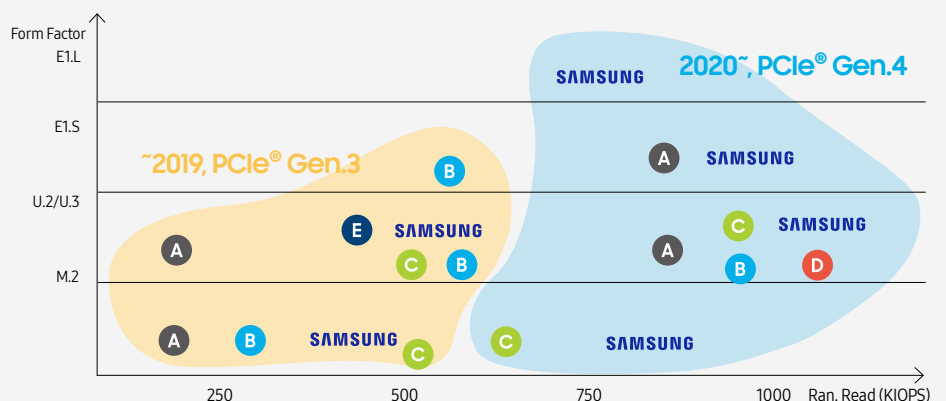 Form Factor
E1.L
SAMSUNG
2020~, PCIe® Gen.4
E1.S
~2019, PCIe® Gen.3
B
A
SAMSUNG
U.2/U.3
A
E
SAMSUNG
C
B
A
C
SAMSUNG
B
D
M.2
A
B
SAMSUNG
C
C
SAMSUNG
250
500
750
1000
Ran. Read (KIOPS)